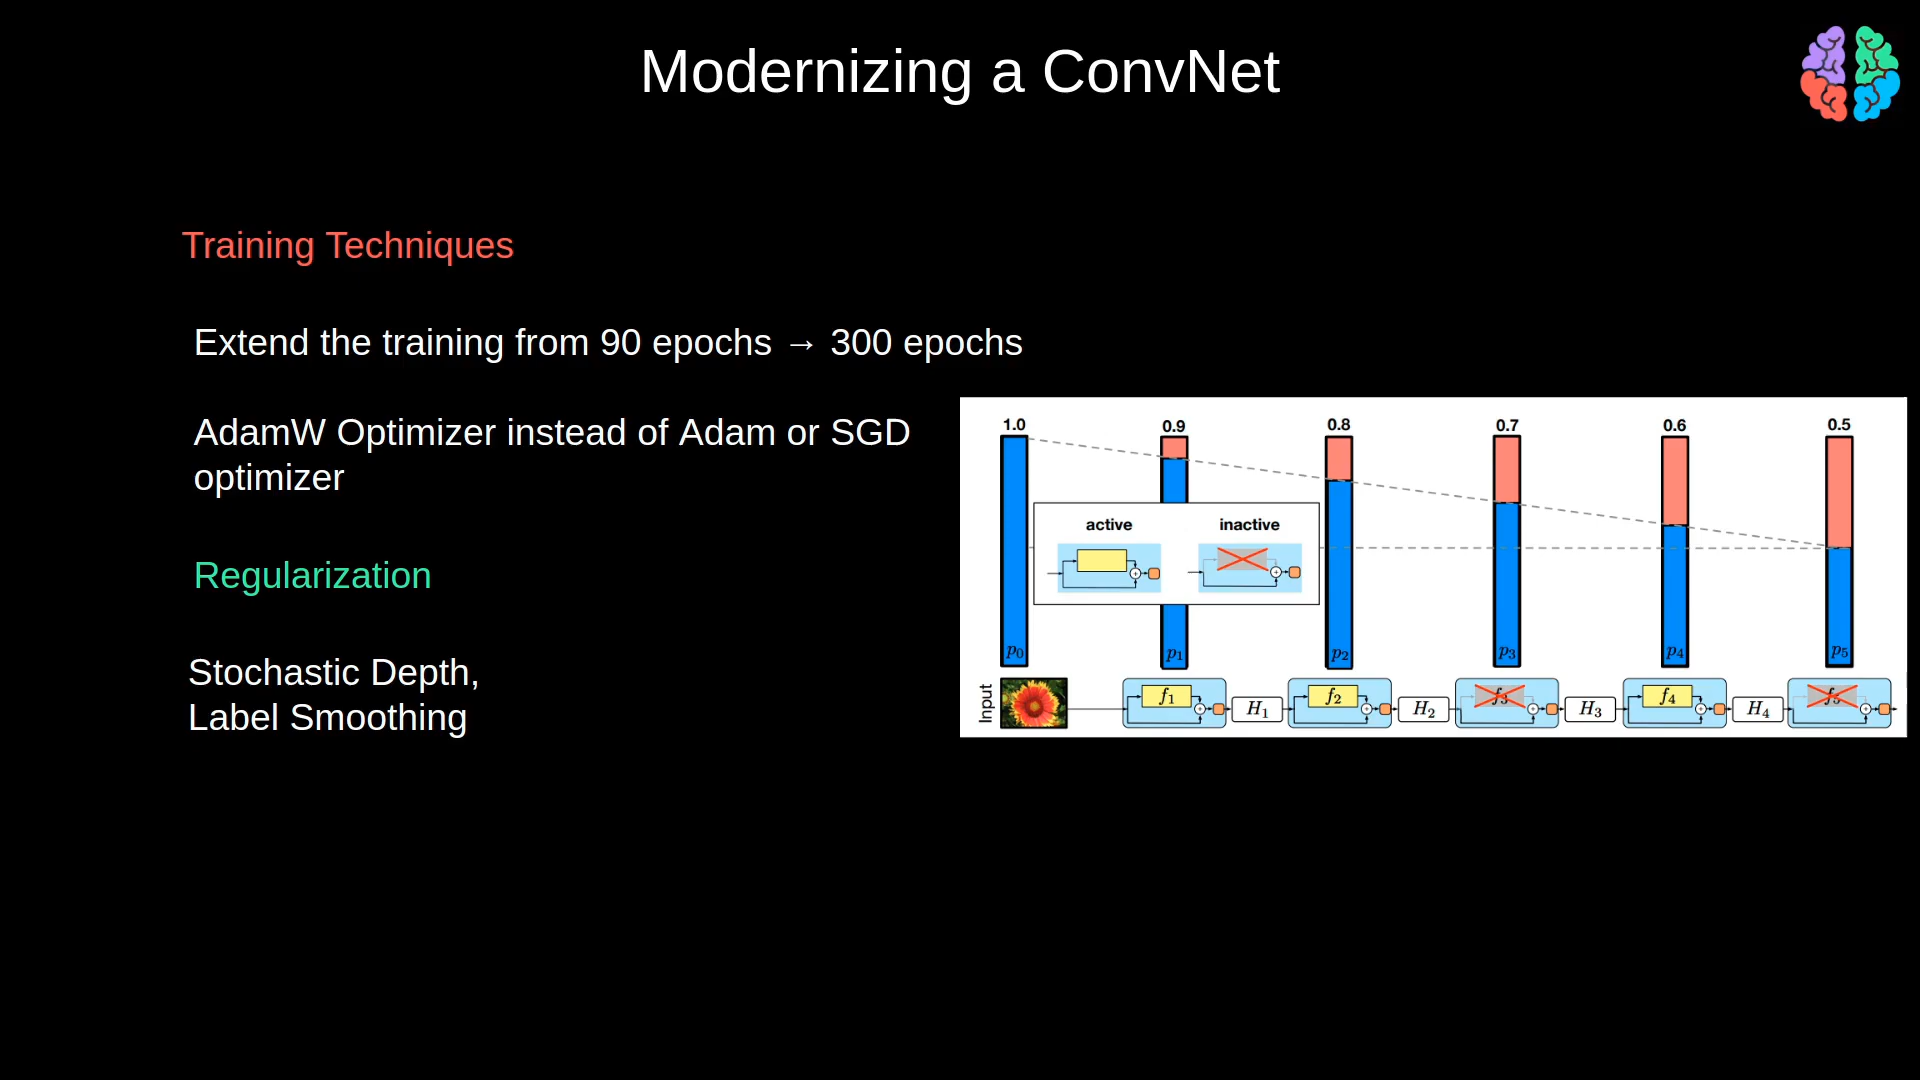 Modernizing a ConvNet
Training Techniques
Extend the training from 90 epochs → 300 epochs
AdamW Optimizer instead of Adam or SGD
optimizer
Regularization
Stochastic Depth,
Label Smoothing
1.0 0.9 0.8 0.7 0.6 0.5
active inactive
p0 p1 p2 p3 p4 p5
Input f1 H1 f2 H2 f3 H3 f4 H4 f5